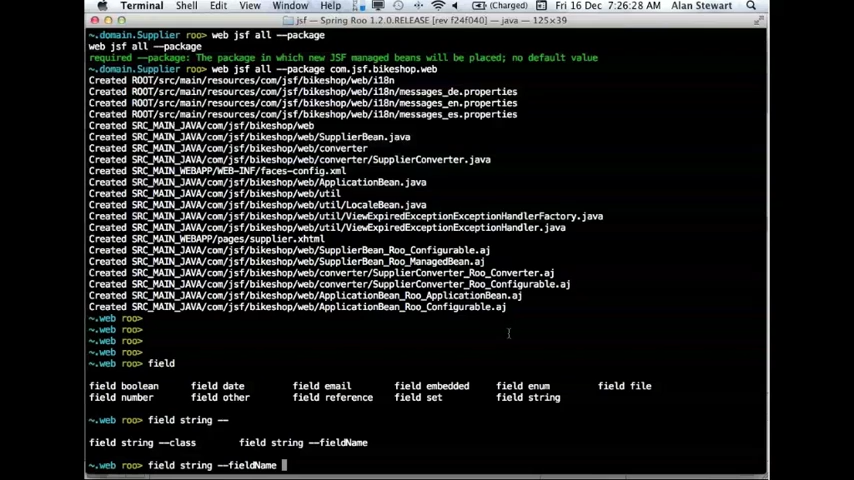 Terminal Shell Edit View Window Help (Charged) Fri 16 Dec 7:26:28 AM Alan Stewart
jsf — Spring Roo 1.2.0.RELEASE [rev f24f040] — java — 125×39
~.domain.Supplier roo> web jsf all --package
web jsf all --package
required --package: The package in which new JSF managed beans will be placed; no default value
~.domain.Supplier roo> web jsf all --package com.jsf.bikeshop.web
Created ROOT/src/main/resources/com/jsf/bikeshop/web/i18n
Created ROOT/src/main/resources/com/jsf/bikeshop/web/i18n/messages_de.properties
Created ROOT/src/main/resources/com/jsf/bikeshop/web/i18n/messages_en.properties
Created ROOT/src/main/resources/com/jsf/bikeshop/web/i18n/messages_es.properties
Created SRC_MAIN_JAVA/com/jsf/bikeshop/web
Created SRC_MAIN_JAVA/com/jsf/bikeshop/web/SupplierBean.java
Created SRC_MAIN_JAVA/com/jsf/bikeshop/web/converter
Created SRC_MAIN_JAVA/com/jsf/bikeshop/web/converter/SupplierConverter.java
Created SRC_MAIN_WEBAPP/WEB-INF/faces-config.xml
Created SRC_MAIN_JAVA/com/jsf/bikeshop/web/ApplicationBean.java
Created SRC_MAIN_JAVA/com/jsf/bikeshop/web/util
Created SRC_MAIN_JAVA/com/jsf/bikeshop/web/util/LocaleBean.java
Created SRC_MAIN_JAVA/com/jsf/bikeshop/web/util/ViewExpiredExceptionExceptionHandlerFactory.java
Created SRC_MAIN_JAVA/com/jsf/bikeshop/web/util/ViewExpiredExceptionExceptionHandler.java
Created SRC_MAIN_WEBAPP/pages/supplier.xhtml
Created SRC_MAIN_JAVA/com/jsf/bikeshop/web/SupplierBean_Roo_Configurable.aj
Created SRC_MAIN_JAVA/com/jsf/bikeshop/web/SupplierBean_Roo_ManagedBean.aj
Created SRC_MAIN_JAVA/com/jsf/bikeshop/web/converter/SupplierConverter_Roo_Converter.aj
Created SRC_MAIN_JAVA/com/jsf/bikeshop/web/converter/SupplierConverter_Roo_Configurable.aj
Created SRC_MAIN_JAVA/com/jsf/bikeshop/web/ApplicationBean_Roo_ApplicationBean.aj
Created SRC_MAIN_JAVA/com/jsf/bikeshop/web/ApplicationBean_Roo_Configurable.aj
~.web roo>
~.web roo>
~.web roo>
~.web roo>
~.web roo> field
field boolean field date field email field embedded field enum field file
field number field other field reference field set field string
~.web roo> field string --
field string --class field string --fieldName
~.web roo> field string --fieldName